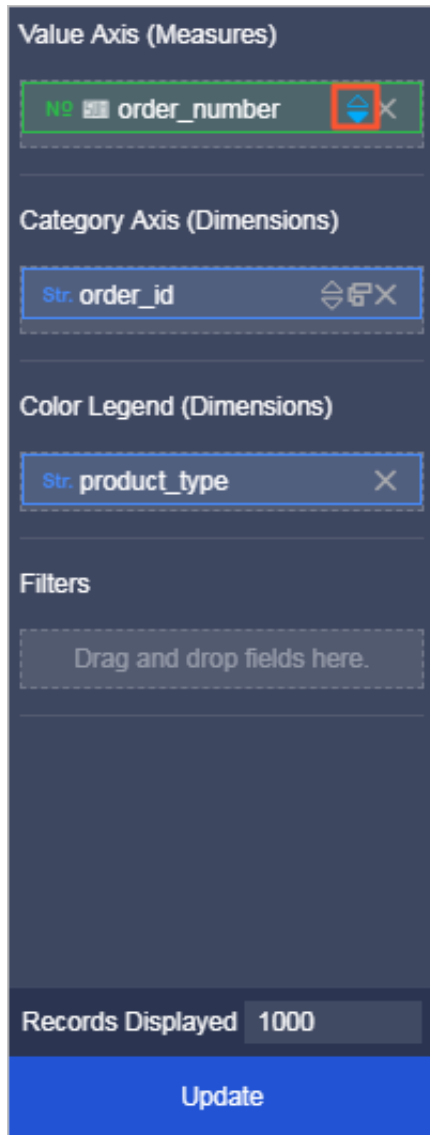 Value Axis (Measures)
Nº order_number
Category Axis (Dimensions)
Str. order_id
Color Legend (Dimensions)
Str. product_type
Filters
Drag and drop fields here.
Records Displayed 1000
Update